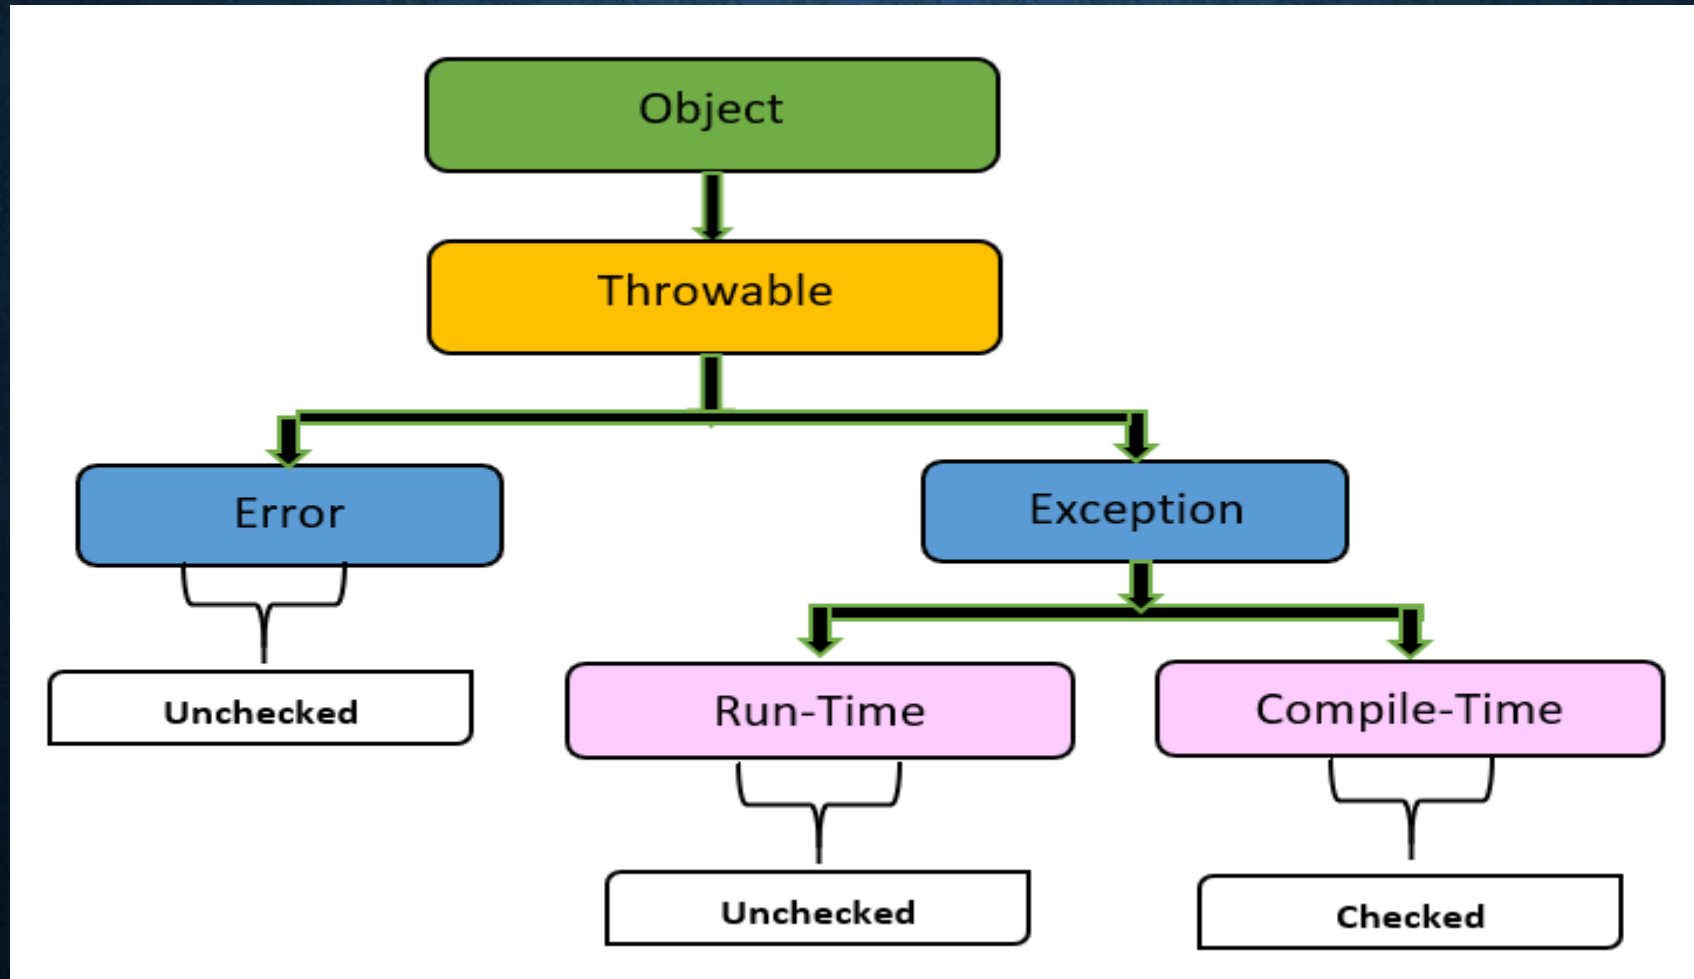 Object
Throwable
Error
Exception
Unchecked
Run-Time
Compile-Time
Unchecked
Checked